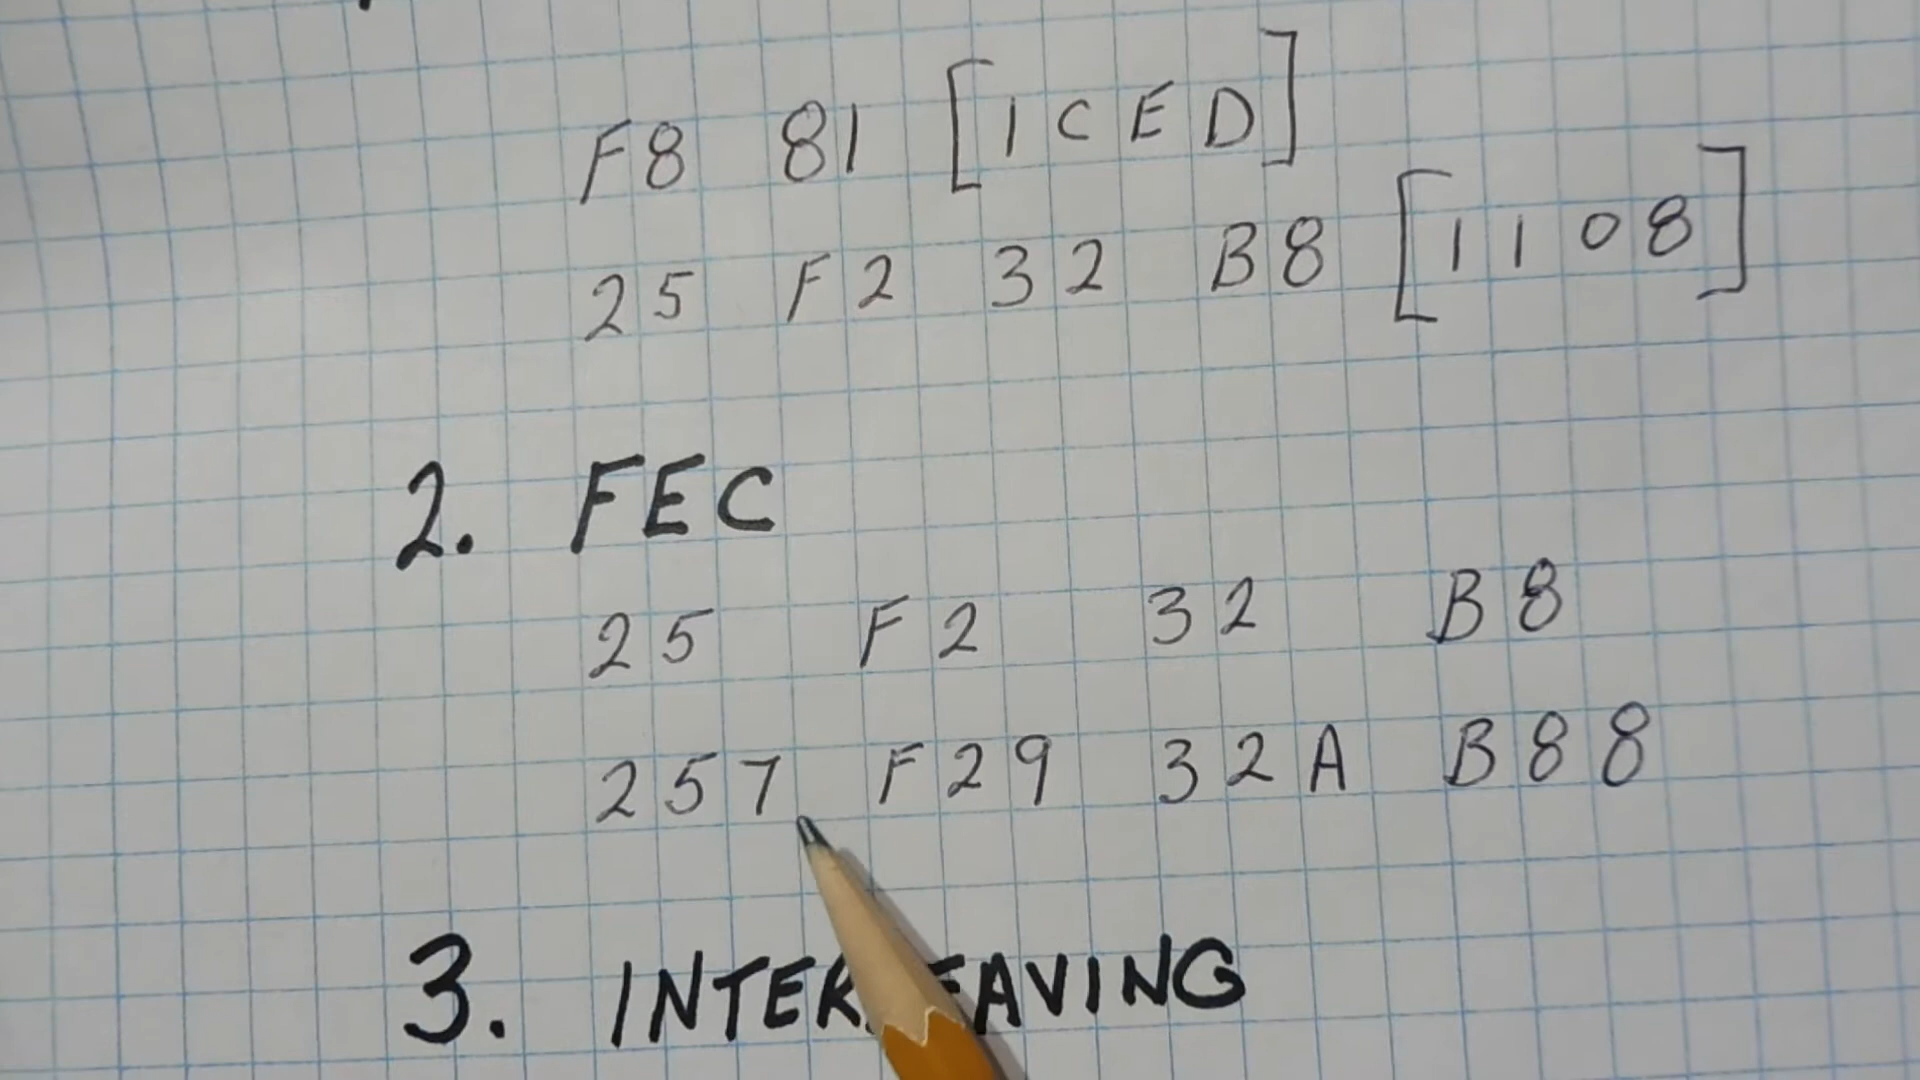 F8 81 [1CED]
25 F2 32 B8 [1108]
2. FEC
25 F2 32 B8
257 F29 32A B88
3.